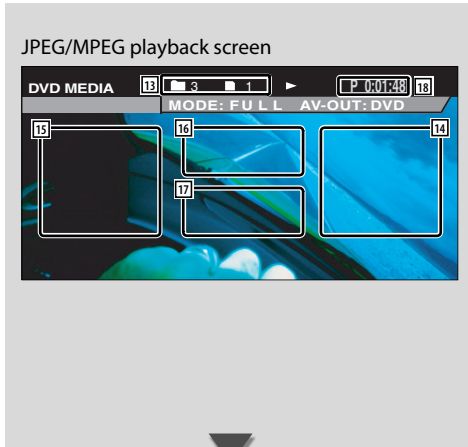 JPEG/MPEG playback screen
DVD MEDIA 13 3 1 P 0:01:48 18
MODE: FULL AV-OUT: DVD
15 16 14
17